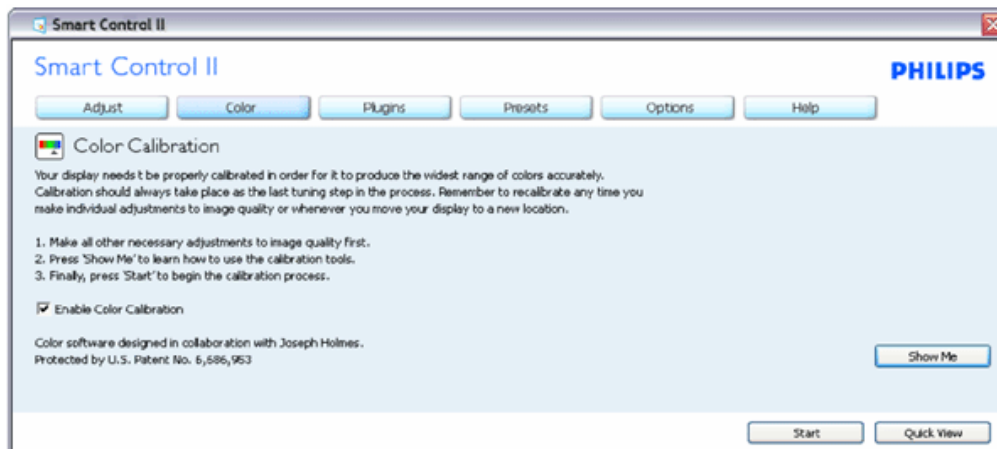 Smart Control II
Smart Control II
PHILIPS
Adjust
Color
Plugins
Presets
Options
Help
Color Calibration
Your display needs t be properly calibrated in order for it to produce the widest range of colors accurately.
Calibration should always take place as the last tuning step in the process. Remember to recalibrate any time you
make individual adjustments to image quality or whenever you move your display to a new location.
1. Make all other necessary adjustments to image quality first.
2. Press 'Show Me' to learn how to use the calibration tools.
3. Finally, press 'Start' to begin the calibration process.
Enable Color Calibration
Color software designed in collaboration with Joseph Holmes.
Protected by U.S. Patent No. 6,686,953
Show Me
Start
Quick View